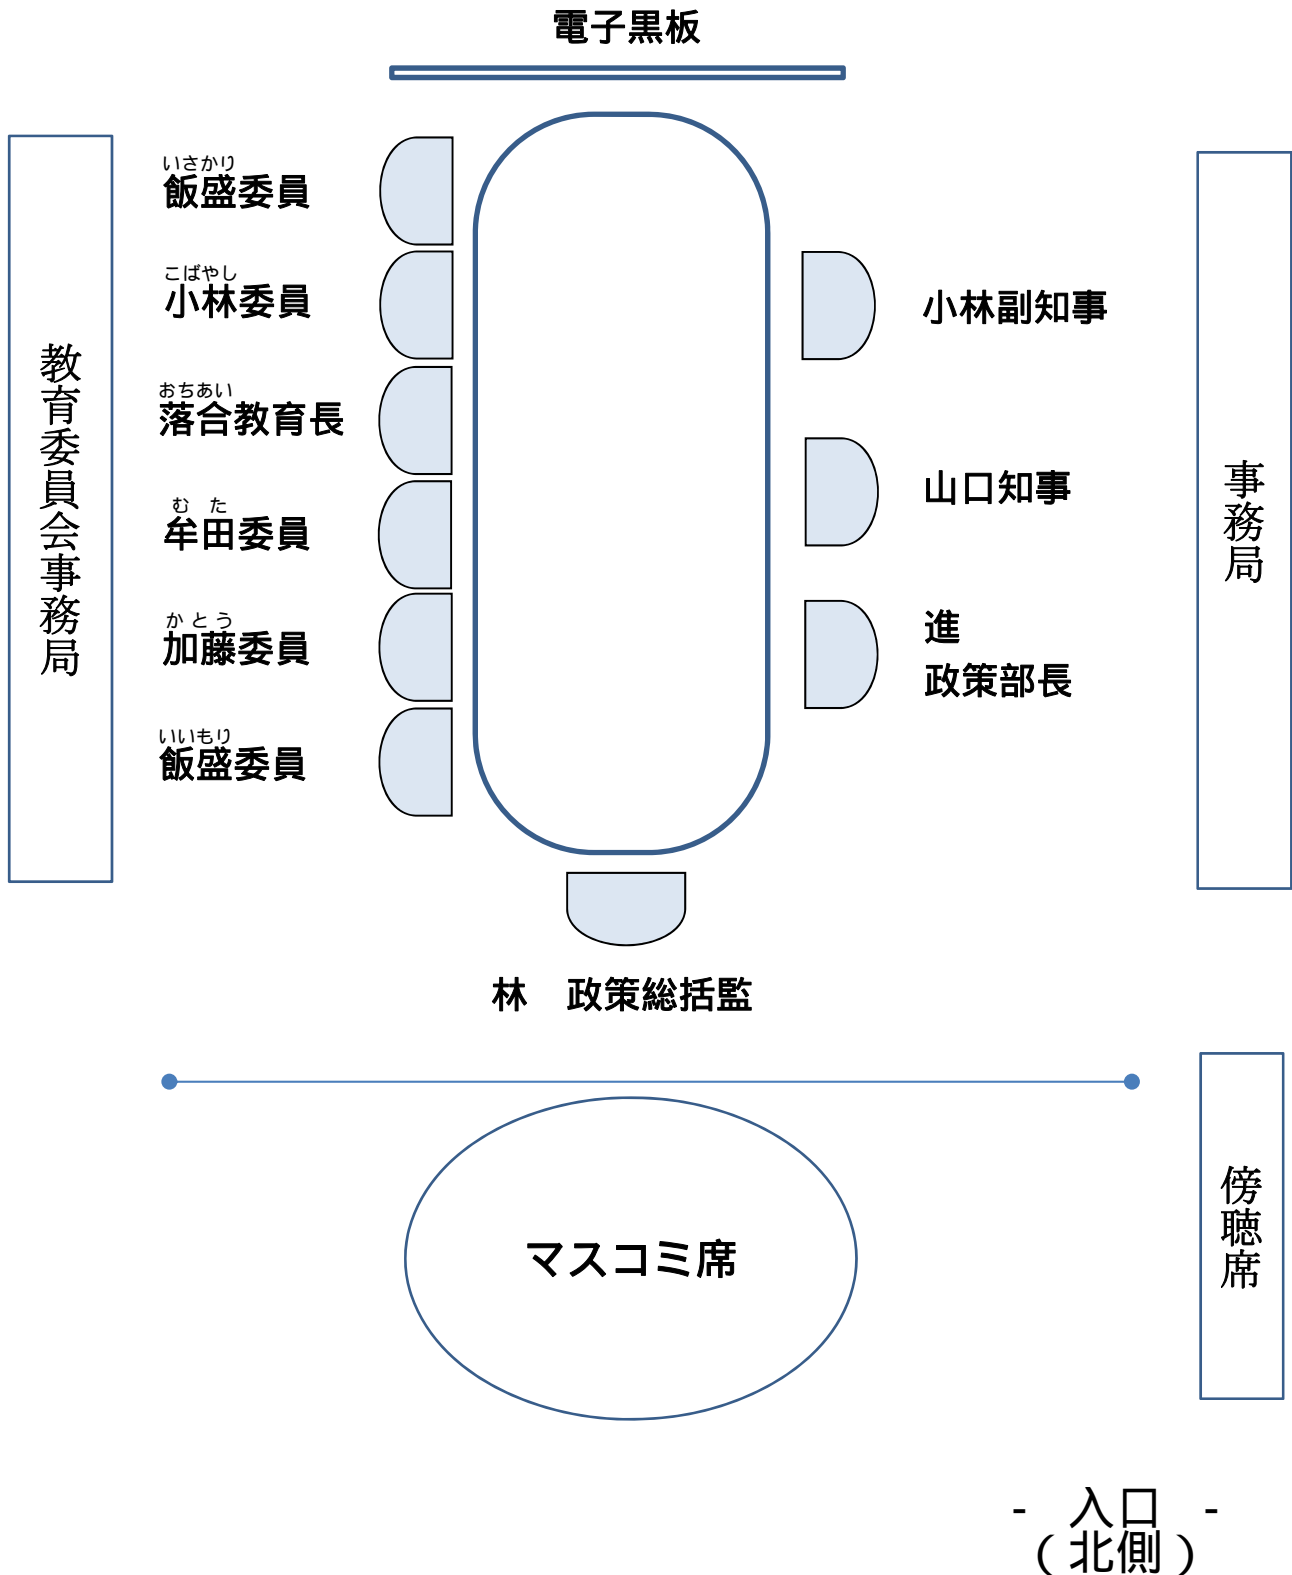 電子黒板
教育委員会事務局
いさかり
飯盛委員
こばやし
小林委員
おちあい
落合教育長
む た
牟田委員
かとう
加藤委員
いいもり
飯盛委員
小林副知事
山口知事
進
政策部長
事務局
林　政策総括監
マスコミ席
傍聴席
-　入口　-
（北側）